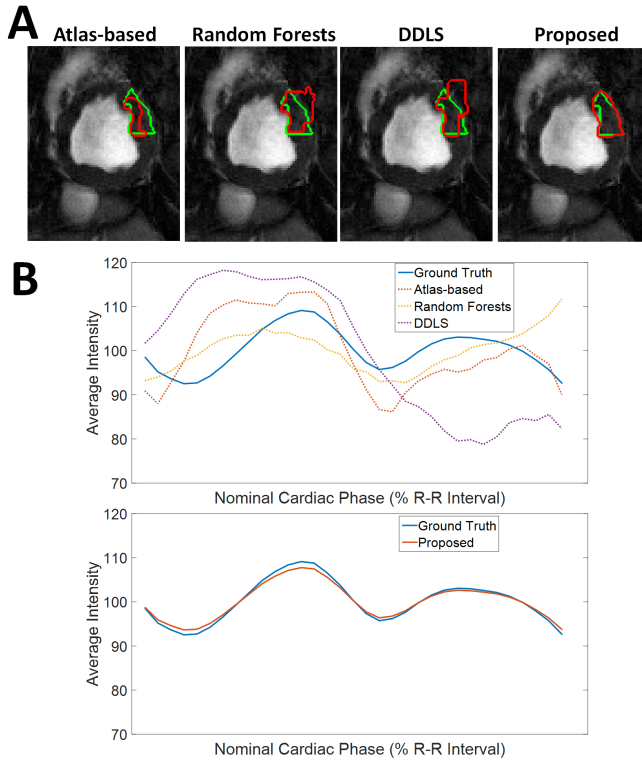 A
Atlas-based Random Forests DDLS Proposed
B
120
110
100
90
80
70
Average Intensity
Ground Truth
Atlas-based
Random Forests
DDLS
Nominal Cardiac Phase (% R-R Interval)
120
110
100
90
80
70
Average Intensity
Ground Truth
Proposed
Nominal Cardiac Phase (% R-R Interval)